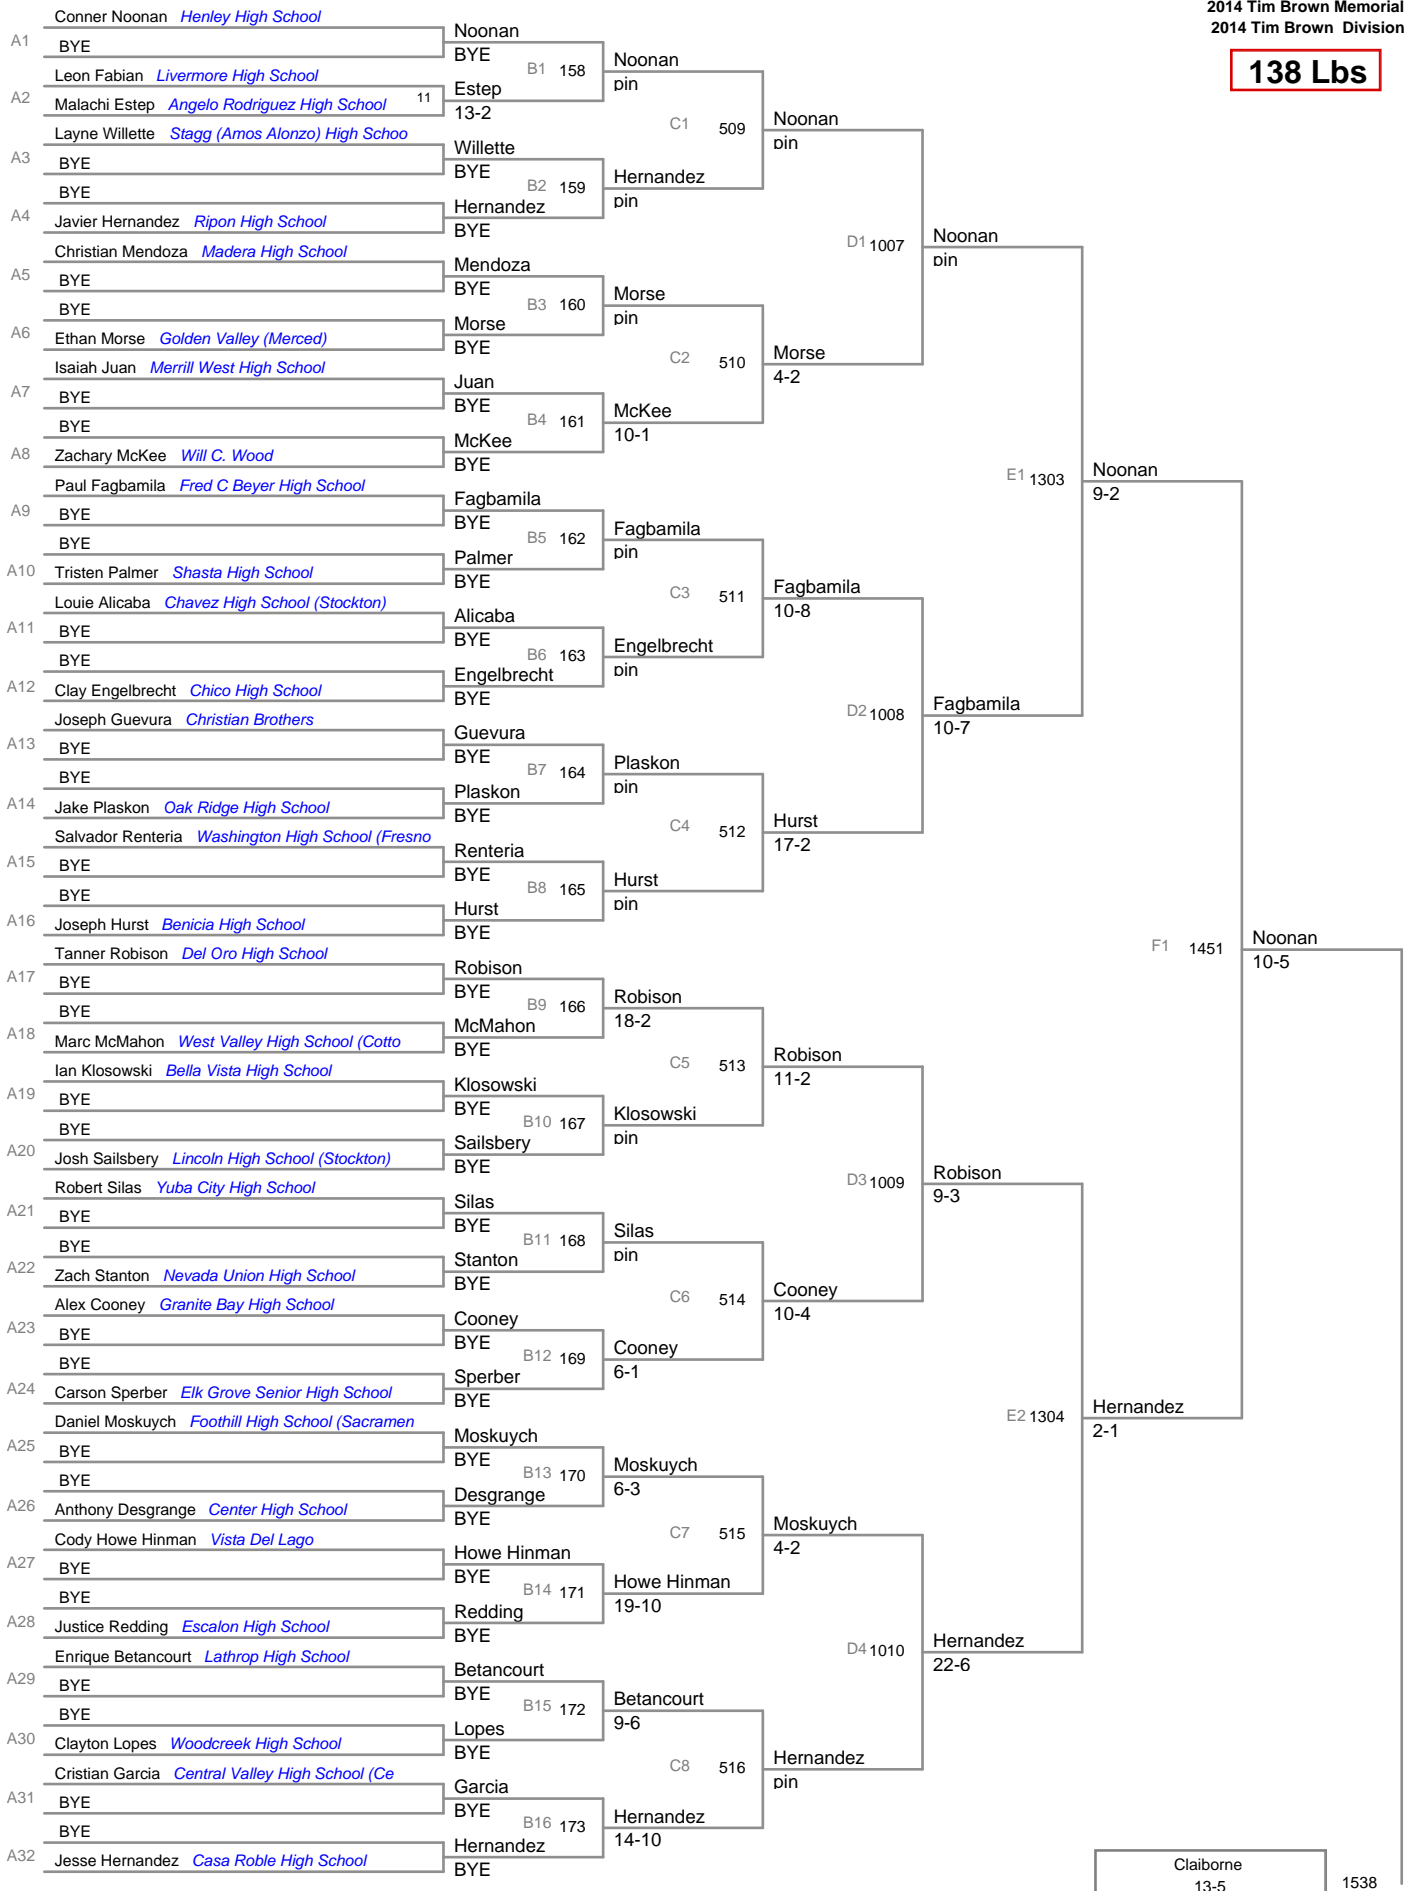 2014 Tim Brown Memorial
2014 Tim Brown Division
138 Lbs
Conner Noonan Henley High School
A1
BYE
Leon Fabian Livermore High School
A2
Malachi Estep Angelo Rodriguez High School 11
Layne Willette Stagg (Amos Alonzo) High Schoo
A3
BYE
BYE
A4
Javier Hernandez Ripon High School
Christian Mendoza Madera High School
A5
BYE
BYE
A6
Ethan Morse Golden Valley (Merced)
Isaiah Juan Merrill West High School
A7
BYE
BYE
A8
Zachary McKee Will C. Wood
Paul Fagbamila Fred C Beyer High School
A9
BYE
BYE
A10
Tristen Palmer Shasta High School
Louie Alicaba Chavez High School (Stockton)
A11
BYE
BYE
A12
Clay Engelbrecht Chico High School
Joseph Guevura Christian Brothers
A13
BYE
BYE
A14
Jake Plaskon Oak Ridge High School
Salvador Renteria Washington High School (Fresno
A15
BYE
BYE
A16
Joseph Hurst Benicia High School
Tanner Robison Del Oro High School
A17
BYE
BYE
A18
Marc McMahon West Valley High School (Cotto
Ian Klosowski Bella Vista High School
A19
BYE
BYE
A20
Josh Sailsbery Lincoln High School (Stockton)
Robert Silas Yuba City High School
A21
BYE
BYE
A22
Zach Stanton Nevada Union High School
Alex Cooney Granite Bay High School
A23
BYE
BYE
A24
Carson Sperber Elk Grove Senior High School
Daniel Moskuych Foothill High School (Sacramen
A25
BYE
BYE
A26
Anthony Desgrange Center High School
Cody Howe Hinman Vista Del Lago
A27
BYE
BYE
A28
Justice Redding Escalon High School
Enrique Betancourt Lathrop High School
A29
BYE
BYE
A30
Clayton Lopes Woodcreek High School
Cristian Garcia Central Valley High School (Ce
A31
BYE
BYE
A32
Jesse Hernandez Casa Roble High School
Noonan
BYE
B1 158
Estep
13-2
Willette
BYE
B2 159
Hernandez
BYE
Mendoza
BYE
B3 160
Morse
BYE
Juan
BYE
B4 161
McKee
BYE
Fagbamila
BYE
B5 162
Palmer
BYE
Alicaba
BYE
B6 163
Engelbrecht
BYE
Guevura
BYE
B7 164
Plaskon
BYE
Renteria
BYE
B8 165
Hurst
BYE
Robison
BYE
B9 166
McMahon
BYE
Klosowski
BYE
B10 167
Sailsbery
BYE
Silas
BYE
B11 168
Stanton
BYE
Cooney
BYE
B12 169
Sperber
BYE
Moskuych
BYE
B13 170
Desgrange
BYE
Howe Hinman
BYE
B14 171
Redding
BYE
Betancourt
BYE
B15 172
Lopes
BYE
Garcia
BYE
B16 173
Hernandez
BYE
Noonan
pin
C1 509
Hernandez
pin
Morse
pin
C2 510
McKee
10-1
Fagbamila
pin
C3 511
Engelbrecht
pin
Plaskon
pin
C4 512
Hurst
pin
Robison
18-2
C5 513
Klosowski
pin
Silas
pin
C6 514
Cooney
6-1
Moskuych
6-3
C7 515
Howe Hinman
19-10
Betancourt
9-6
C8 516
Hernandez
14-10
Noonan
pin
D1 1007
Morse
4-2
Fagbamila
10-8
D2 1008
Hurst
17-2
Robison
11-2
D3 1009
Cooney
10-4
Moskuych
4-2
D4 1010
Hernandez
pin
Noonan
pin
E1 1303
Fagbamila
10-7
Robison
9-3
E2 1304
Hernandez
22-6
Noonan
9-2
F1 1451
Hernandez
2-1
Noonan
10-5
Claiborne
13-5
1538